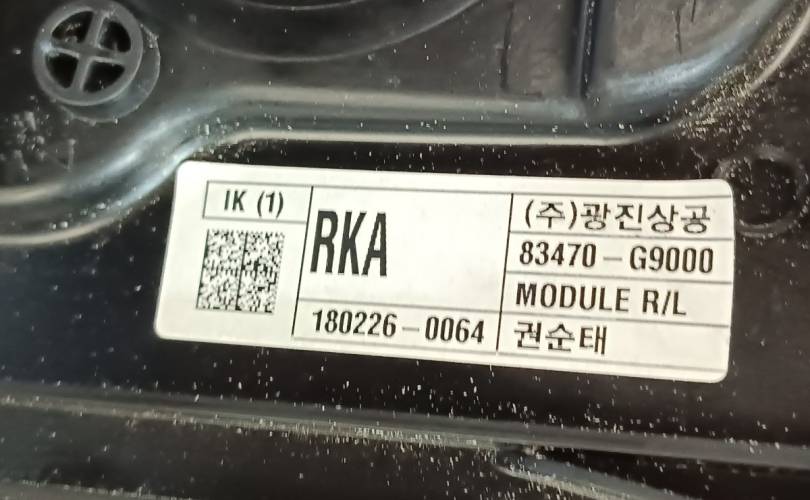 IK (1)
RKA
180226-0064
(주)광진상공
83470-G9000
MODULE R/L
권순태